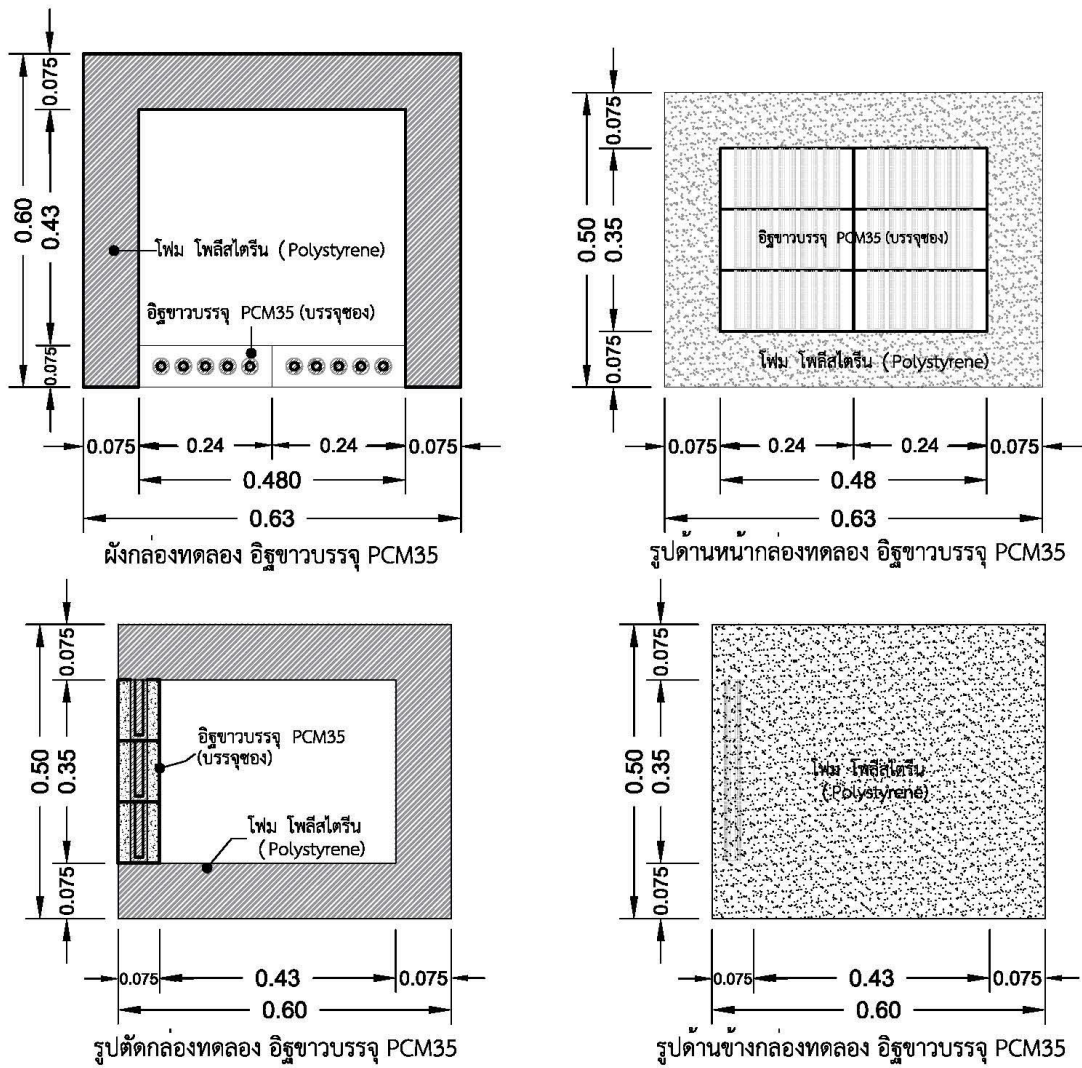 0.075
0.60
0.43
0.075
โฟม โพลีสไตรีน (Polystyrene)
อิฐขาวบรรจุ PCM35 (บรรจุซอง)
0.075 0.24 0.24 0.075
0.480
0.63
ผังกล่องทดลอง อิฐขาวบรรจุ PCM35
0.075
0.50
0.35
0.075
อิฐขาวบรรจุ PCM35 (บรรจุซอง)
โฟม โพลีสไตรีน (Polystyrene)
0.075 0.24 0.24 0.075
0.48
0.63
รูปด้านหน้ากล่องทดลอง อิฐขาวบรรจุ PCM35
0.075
0.50
0.35
0.075
อิฐขาวบรรจุ PCM35
(บรรจุซอง)
โฟม โพลีสไตรีน
(Polystyrene)
0.075 0.43 0.075
0.60
รูปตัดกล่องทดลอง อิฐขาวบรรจุ PCM35
0.075
0.50
0.35
0.075
โฟม โพลีสไตรีน
(Polystyrene)
0.075 0.43 0.075
0.60
รูปด้านข้างกล่องทดลอง อิฐขาวบรรจุ PCM35